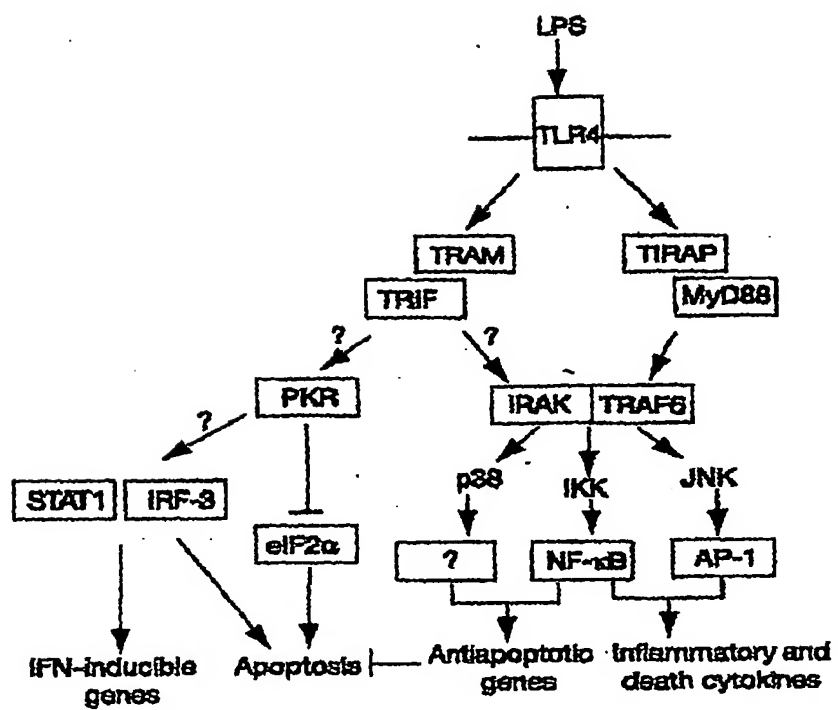 LPS
TLR4
TRAM
TIRAP
TRIF
MyD88
?
?
PKR
IRAK
TRAF6
?
p38
IKK
JNK
STAT1
IRF-3
eIF2α
?
NF-κB
AP-1
IFN-inducible
genes
Apoptosis
Antiapoptotic
genes
Inflammatory and
death cytokines